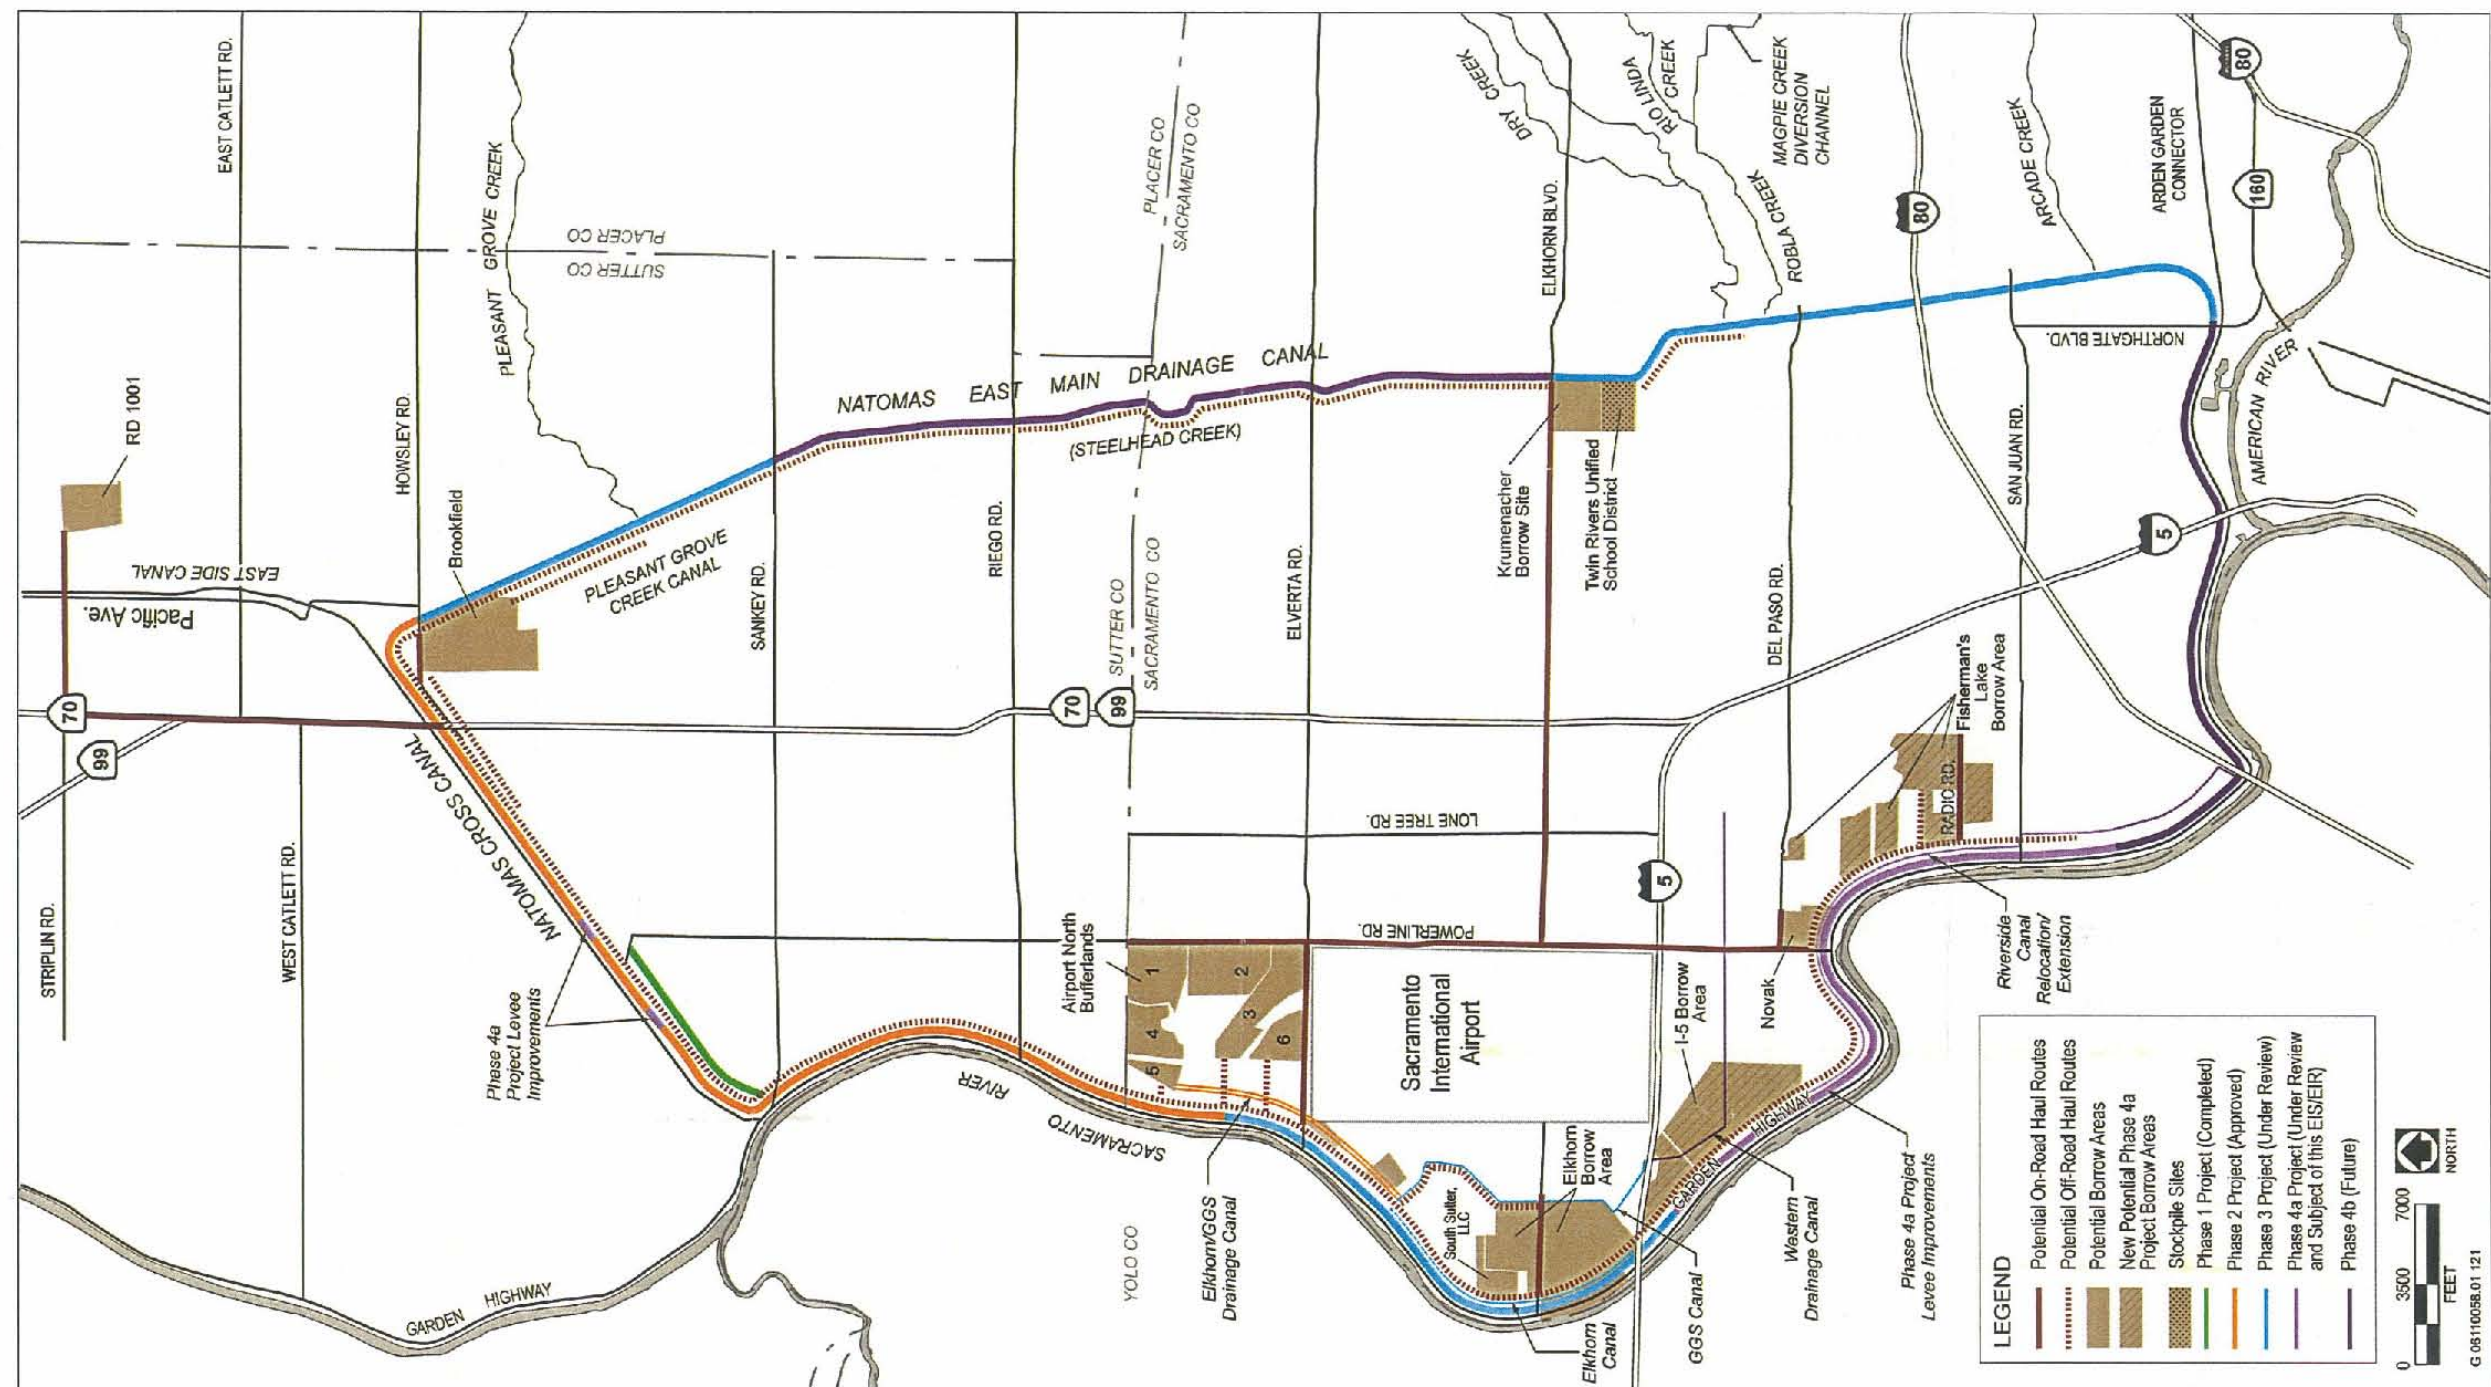 EAST CATLETT RD.
RD 1001
HOWSLEY RD.
PLEASANT GROVE CREEK
PLACER CO
SUTTER CO
PLACER CO
SACRAMENTO CO
DRY CREEK
ELKHORN BLVD.
RIO LINDA
CREEK
MAGPIE CREEK
DIVERSION
CHANNEL
ROBLA CREEK
80
ARCADE CREEK
ARDEN GARDEN
CONNECTOR
80
160
NORTHGATE BLVD.
AMERICAN RIVER
NATOMAS EAST MAIN DRAINAGE CANAL
(STEELHEAD CREEK)
EAST SIDE CANAL
Pacific Ave.
Brookfield
PLEASANT GROVE
CREEK CANAL
SANKEY RD.
RIEGO RD.
SUTTER CO
SACRAMENTO CO
ELVERTA RD.
Krumenacher
Borrow Site
Twin Rivers Unified
School District
DEL PASO RD.
SAN JUAN RD.
5
70
99
70
99
NATOMAS CROSS CANAL
STRIPLIN RD.
WEST CATLETT RD.
Phase 4a
Project Levee
Improvements
LONE TREE RD.
POWERLINE RD.
Airport North
Bufferlands
1
2
3
4
5
6
Sacramento
International
Airport
5
I-5 Borrow
Area
Novak
Fisherman's
Lake
Borrow Area
RADIO RD.
Riverside
Canal
Relocation/
Extension
SACRAMENTO
RIVER
YOLO CO
GARDEN HIGHWAY
Elkhorn/GGS
Drainage Canal
South Sutter,
LLC
Elkhorn
Borrow
Area
Elkhorn
Canal
GGS Canal
GARDEN HIGHWAY
Western
Drainage Canal
Phase 4a Project
Levee Improvements
LEGEND
Potential On-Road Haul Routes
Potential Off-Road Haul Routes
Potential Borrow Areas
New Potential Phase 4a
Project Borrow Areas
Stockpile Sites
Phase 1 Project (Completed)
Phase 2 Project (Approved)
Phase 3 Project (Under Review)
Phase 4a Project (Under Review
and Subject of this EIS/EIR)
Phase 4b (Future)
0 3500 7000
FEET
NORTH
G 06110058.01 121